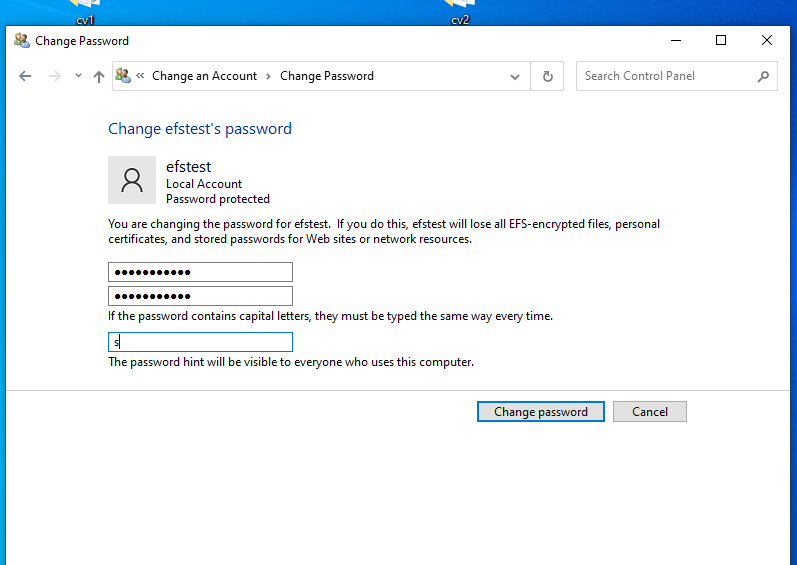 cv1
cv2
Change Password
« Change an Account › Change Password
Search Control Panel
Change efstest's password
efstest
Local Account
Password protected
You are changing the password for efstest.  If you do this, efstest will lose all EFS-encrypted files, personal
certificates, and stored passwords for Web sites or network resources.
●●●●●●●●●●●
●●●●●●●●●●●
If the password contains capital letters, they must be typed the same way every time.
s
The password hint will be visible to everyone who uses this computer.
Change password
Cancel